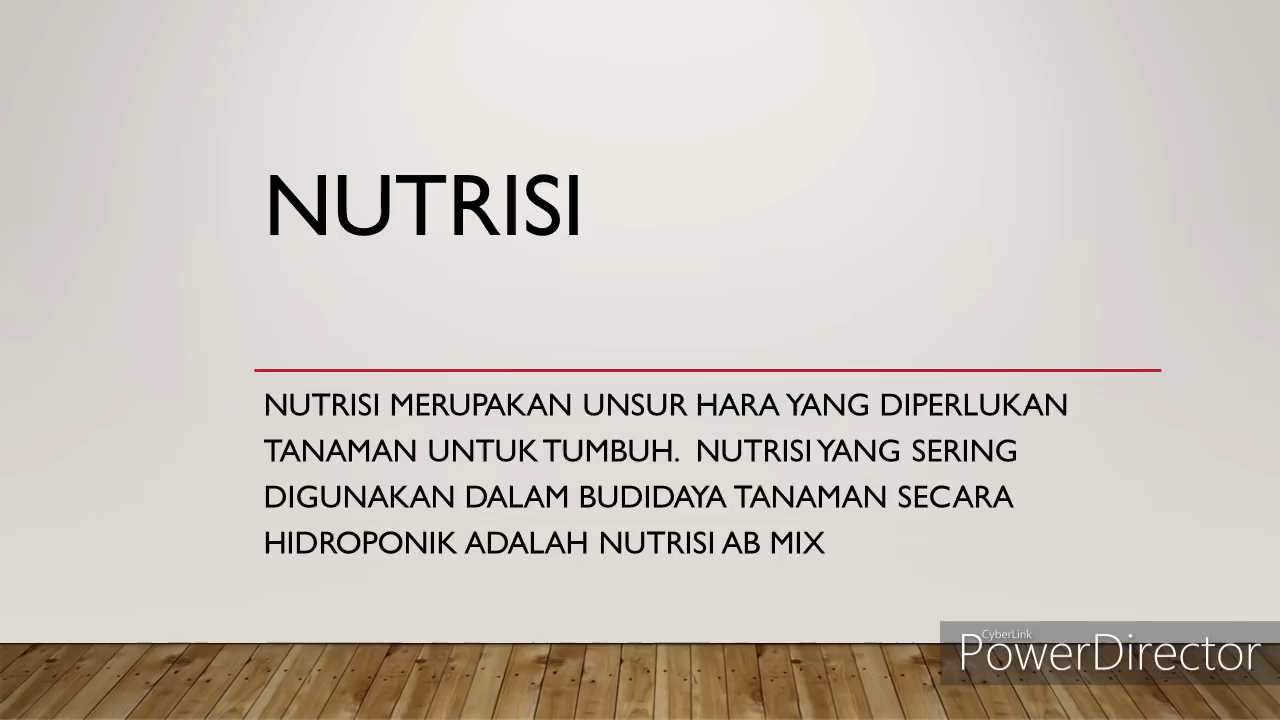 NUTRISI
NUTRISI MERUPAKAN UNSUR HARA YANG DIPERLUKAN
TANAMAN UNTUK TUMBUH. NUTRISI YANG SERING
DIGUNAKAN DALAM BUDIDAYA TANAMAN SECARA
HIDROPONIK ADALAH NUTRISI AB MIX
CyberLink
PowerDirector